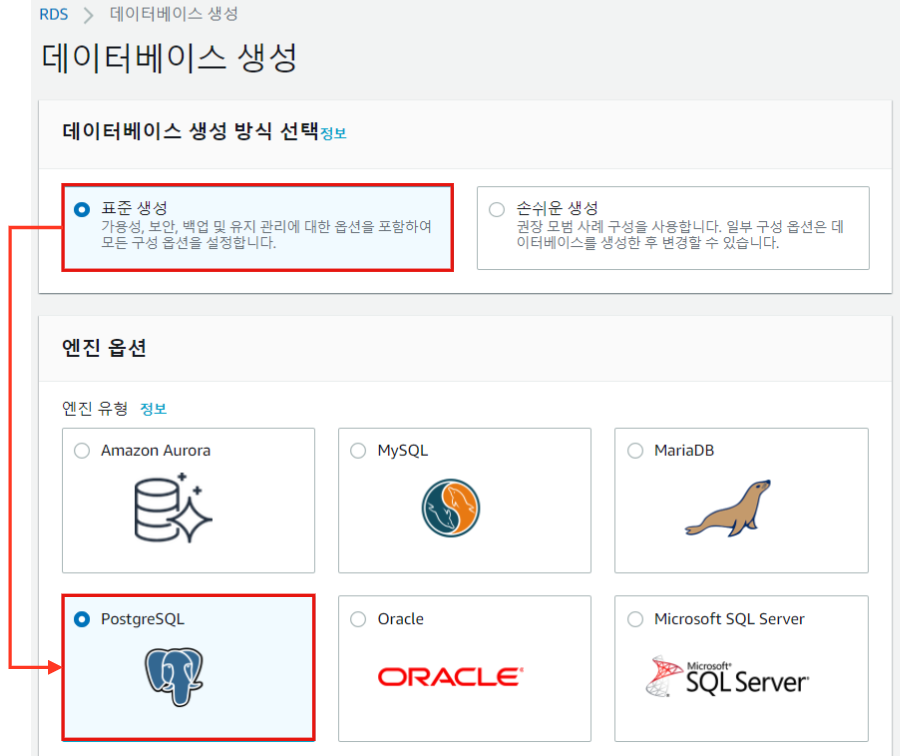 RDS > 데이터베이스 생성
데이터베이스 생성
데이터베이스 생성 방식 선택정보
표준 생성
가용성, 보안, 백업 및 유지 관리에 대한 옵션을 포함하여
모든 구성 옵션을 설정합니다.
손쉬운 생성
권장 모범 사례 구성을 사용합니다. 일부 구성 옵션은 데
이터베이스를 생성한 후 변경할 수 있습니다.
엔진 옵션
엔진 유형 정보
Amazon Aurora
MySQL
MariaDB
PostgreSQL
Oracle
ORACLE®
Microsoft SQL Server
Microsoft®
SQL Server®